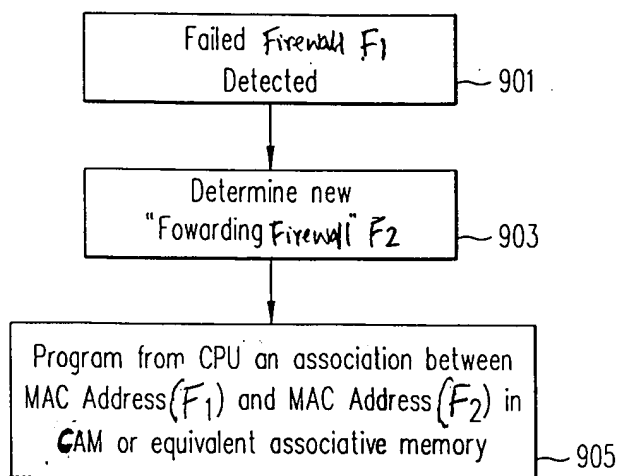 Failed Firewall F1
Detected
901
Determine new
"Fowarding Firewall" F2
903
Program from CPU an association between
MAC Address (F1) and MAC Address (F2) in
CAM or equivalent associative memory
905